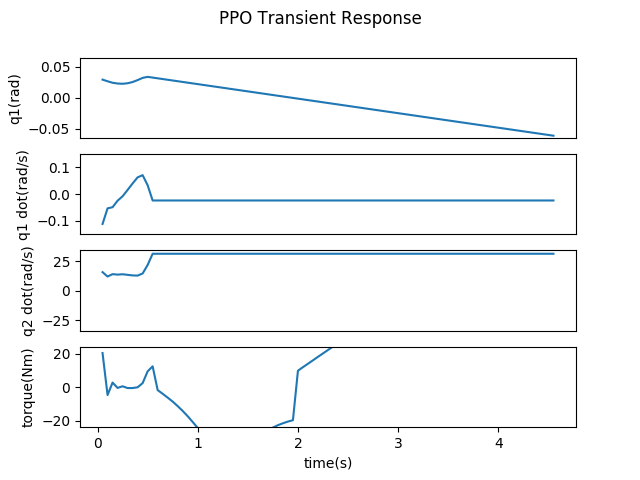 PPO Transient Response
q1(rad)
0.05
0.00
−0.05
q1 dot(rad/s)
0.1
0.0
−0.1
q2 dot(rad/s)
25
0
−25
torque(Nm)
20
0
−20
0 1 2 3 4
time(s)